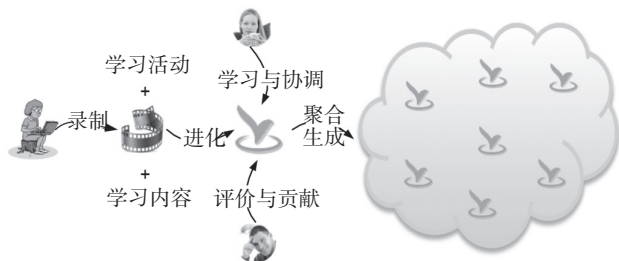 学习活动
+
录制
+
学习内容
进化
学习与协调
评价与贡献
聚合
生成